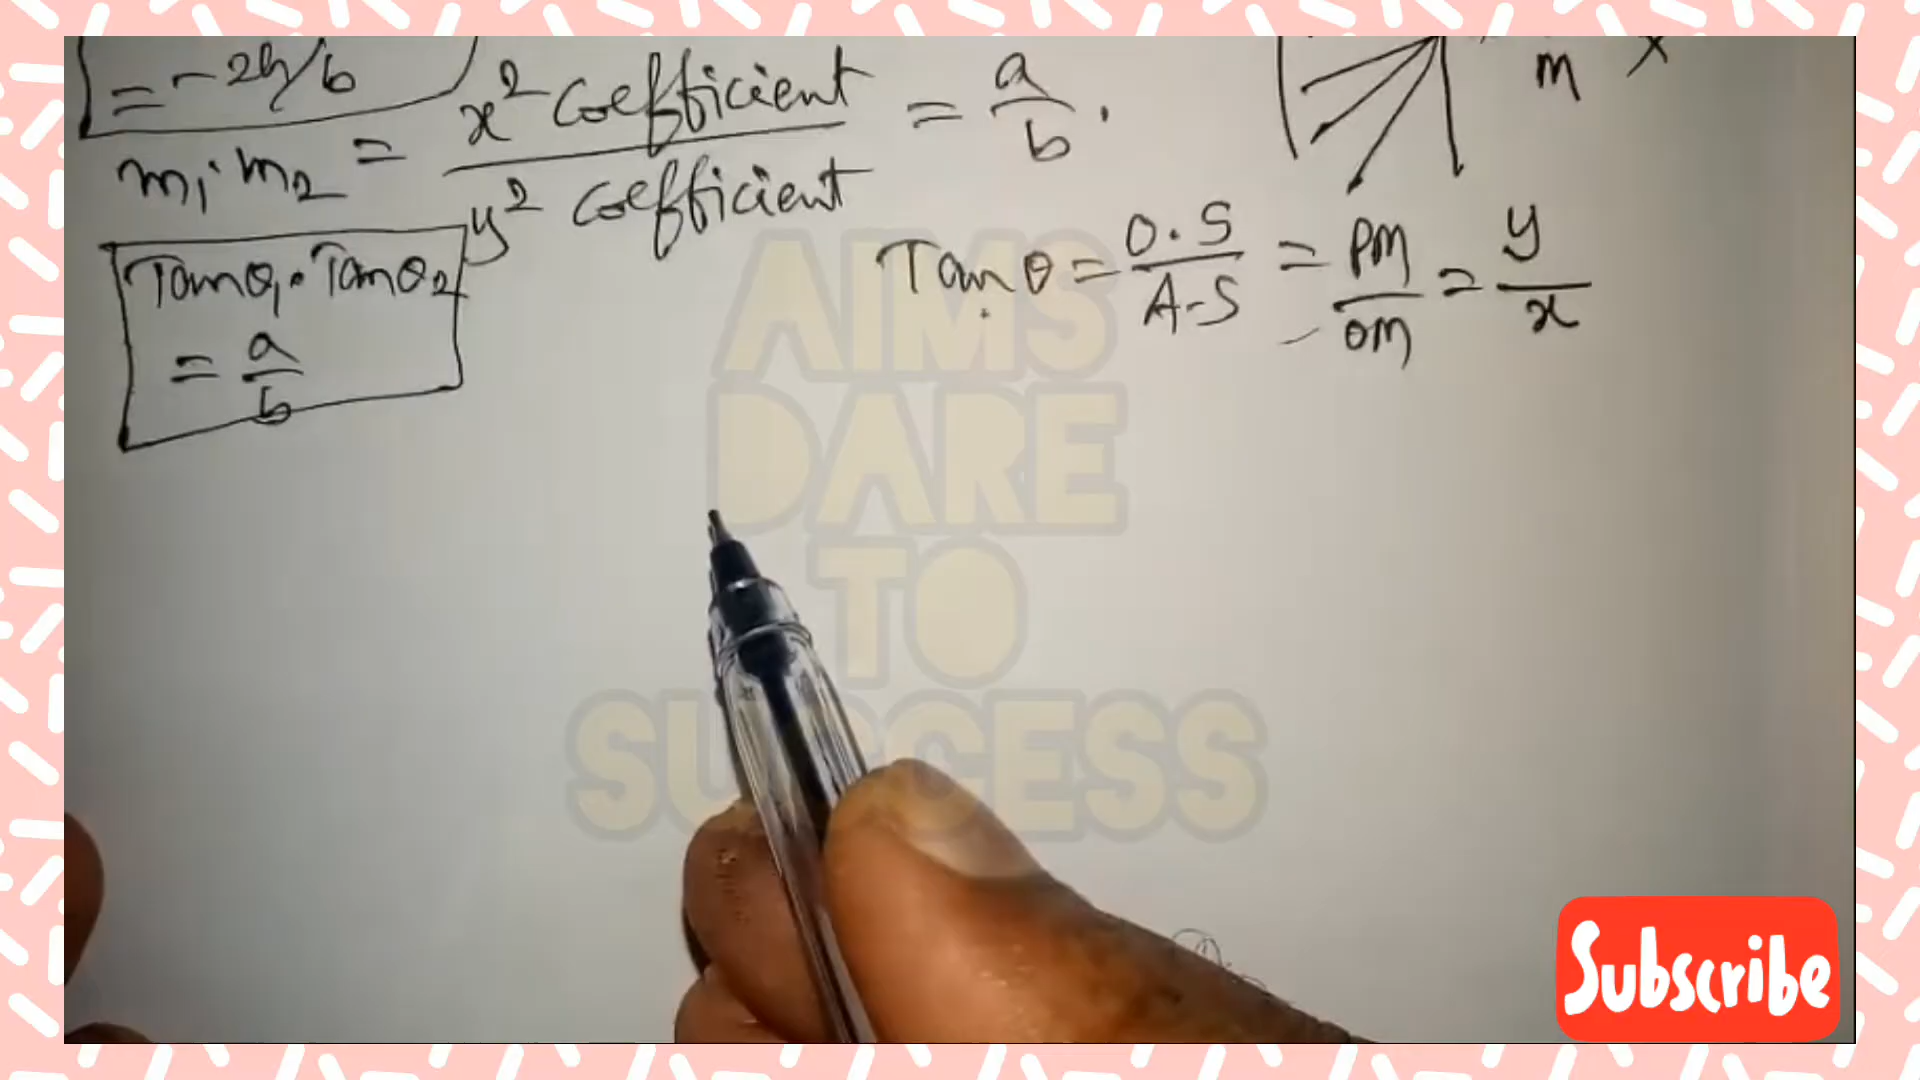 = -2h/b
m₁·m₂ = x² coefficient / y² coefficient = a/b.
Tanθ₁·Tanθ₂
= a/b
m x
Tanθ = O.S/A-S = PM/OM = y/x
AIMS
DARE
TO
SUCCESS
Subscribe